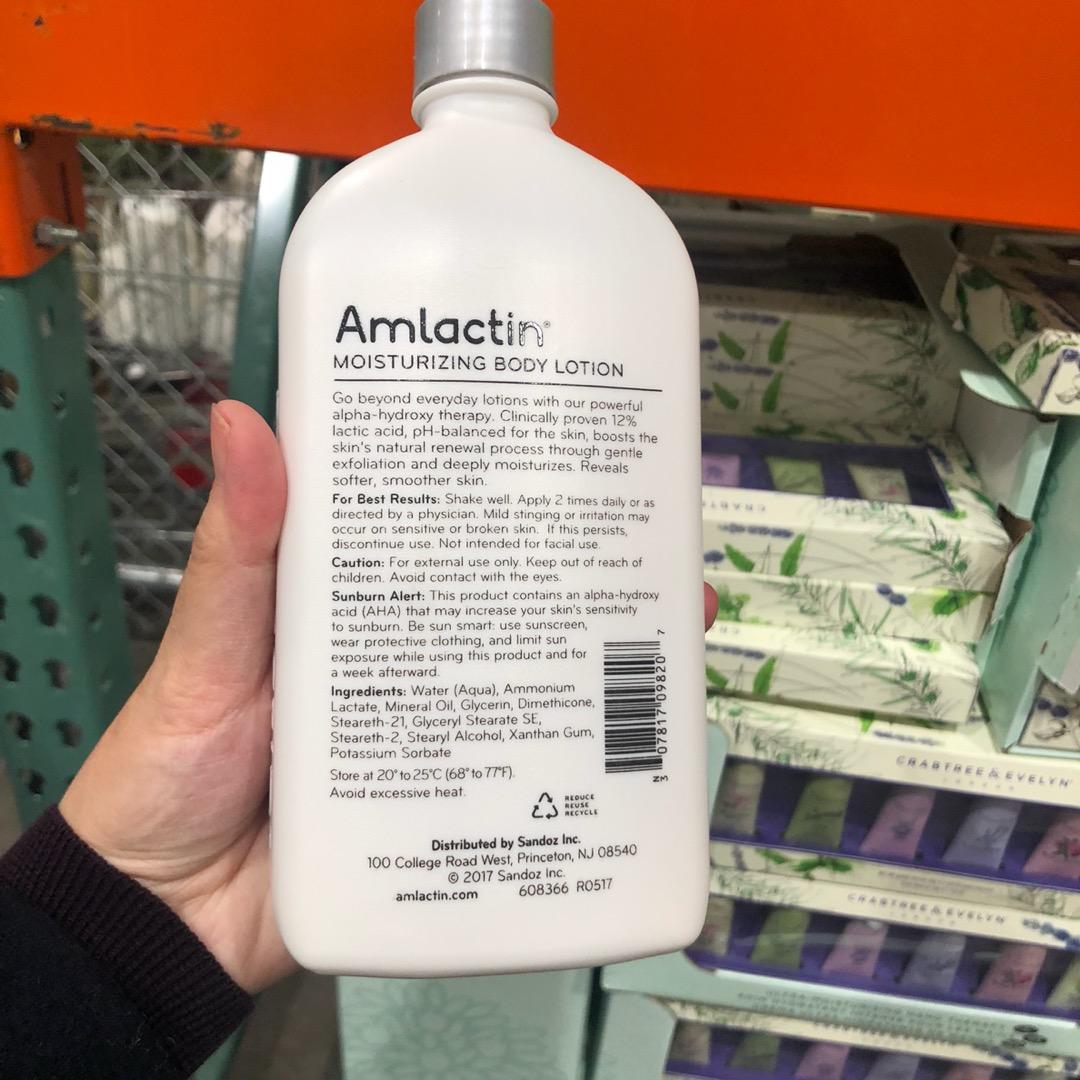 Amlactin®
MOISTURIZING BODY LOTION
Go beyond everyday lotions with our powerful
alpha-hydroxy therapy. Clinically proven 12%
lactic acid, pH-balanced for the skin, boosts the
skin's natural renewal process through gentle
exfoliation and deeply moisturizes. Reveals
softer, smoother skin.
For Best Results: Shake well. Apply 2 times daily or as
directed by a physician. Mild stinging or irritation may
occur on sensitive or broken skin. If this persists,
discontinue use. Not intended for facial use.
Caution: For external use only. Keep out of reach of
children. Avoid contact with the eyes.
Sunburn Alert: This product contains an alpha-hydroxy
acid (AHA) that may increase your skin's sensitivity
to sunburn. Be sun smart: use sunscreen,
wear protective clothing, and limit sun
exposure while using this product and for
a week afterward.
Ingredients: Water (Aqua), Ammonium
Lactate, Mineral Oil, Glycerin, Dimethicone,
Steareth-21, Glyceryl Stearate SE,
Steareth-2, Stearyl Alcohol, Xanthan Gum,
Potassium Sorbate
Store at 20° to 25°C (68° to 77°F).
Avoid excessive heat.
N3 07817 09820 7
REDUCE
REUSE
RECYCLE
Distributed by Sandoz Inc.
100 College Road West, Princeton, NJ 08540
© 2017 Sandoz Inc.
amlactin.com 608366 R0517
CRABTREE & EVELYN®
LONDON
CRABTREE & EVELYN®
LONDON